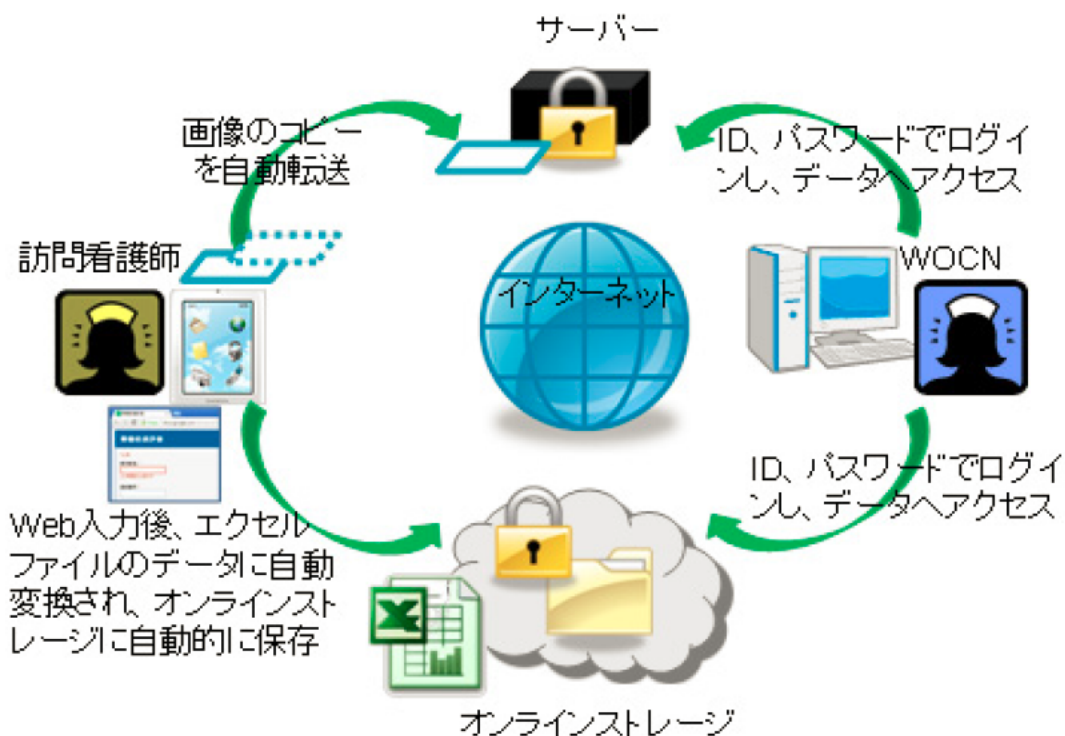 サーバー
画像のコピー
を自動転送
ID、パスワードでログイ
ンし、データへアクセス
訪問看護師
WOCN
インターネット
ID、パスワードでログイ
ンし、データへアクセス
Web入力後、エクセル
ファイルのデータに自動
変換され、オンラインスト
レージに自動的に保存
オンラインストレージ